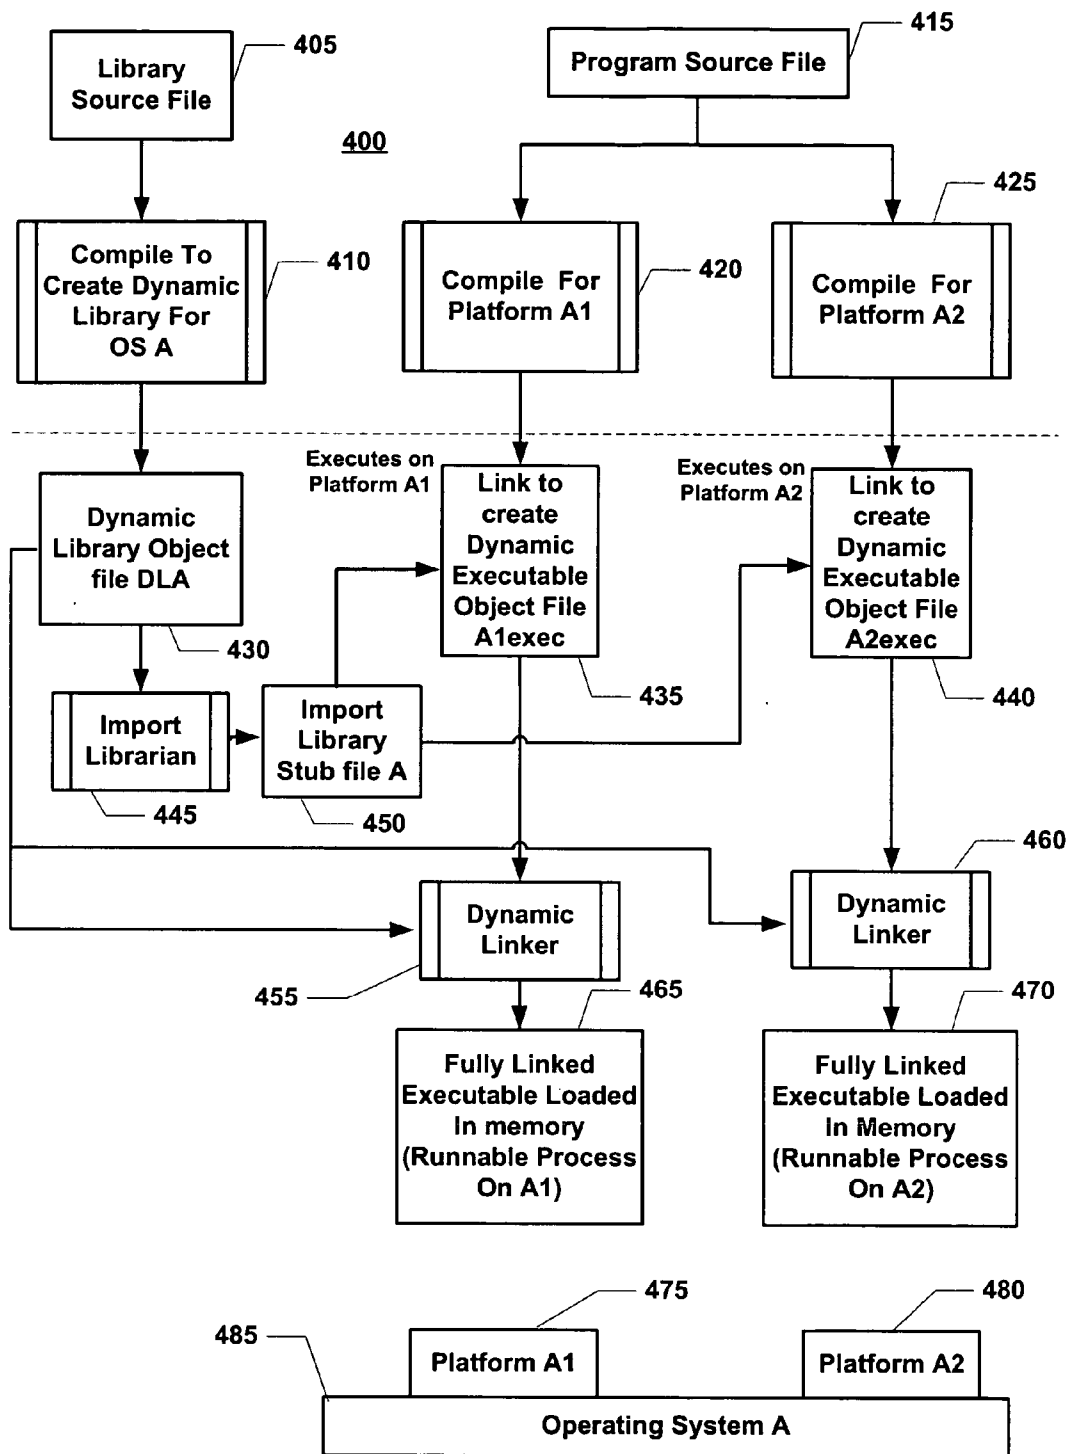 405
Library
Source File
415
Program Source File
400
425
Compile To
Create Dynamic
Library For
OS A
410
Compile For
Platform A1
420
Compile For
Platform A2
Executes on
Platform A1
Link to
create
Dynamic
Executable
Object File
A1exec
Executes on
Platform A2
Link to
create
Dynamic
Executable
Object File
A2exec
Dynamic
Library Object
file DLA
430
435
440
Import
Librarian
445
Import
Library
Stub file A
450
460
Dynamic
Linker
455
Dynamic
Linker
465
470
Fully Linked
Executable Loaded
In memory
(Runnable Process
On A1)
Fully Linked
Executable Loaded
In Memory
(Runnable Process
On A2)
475
480
485
Platform A1
Platform A2
Operating System A